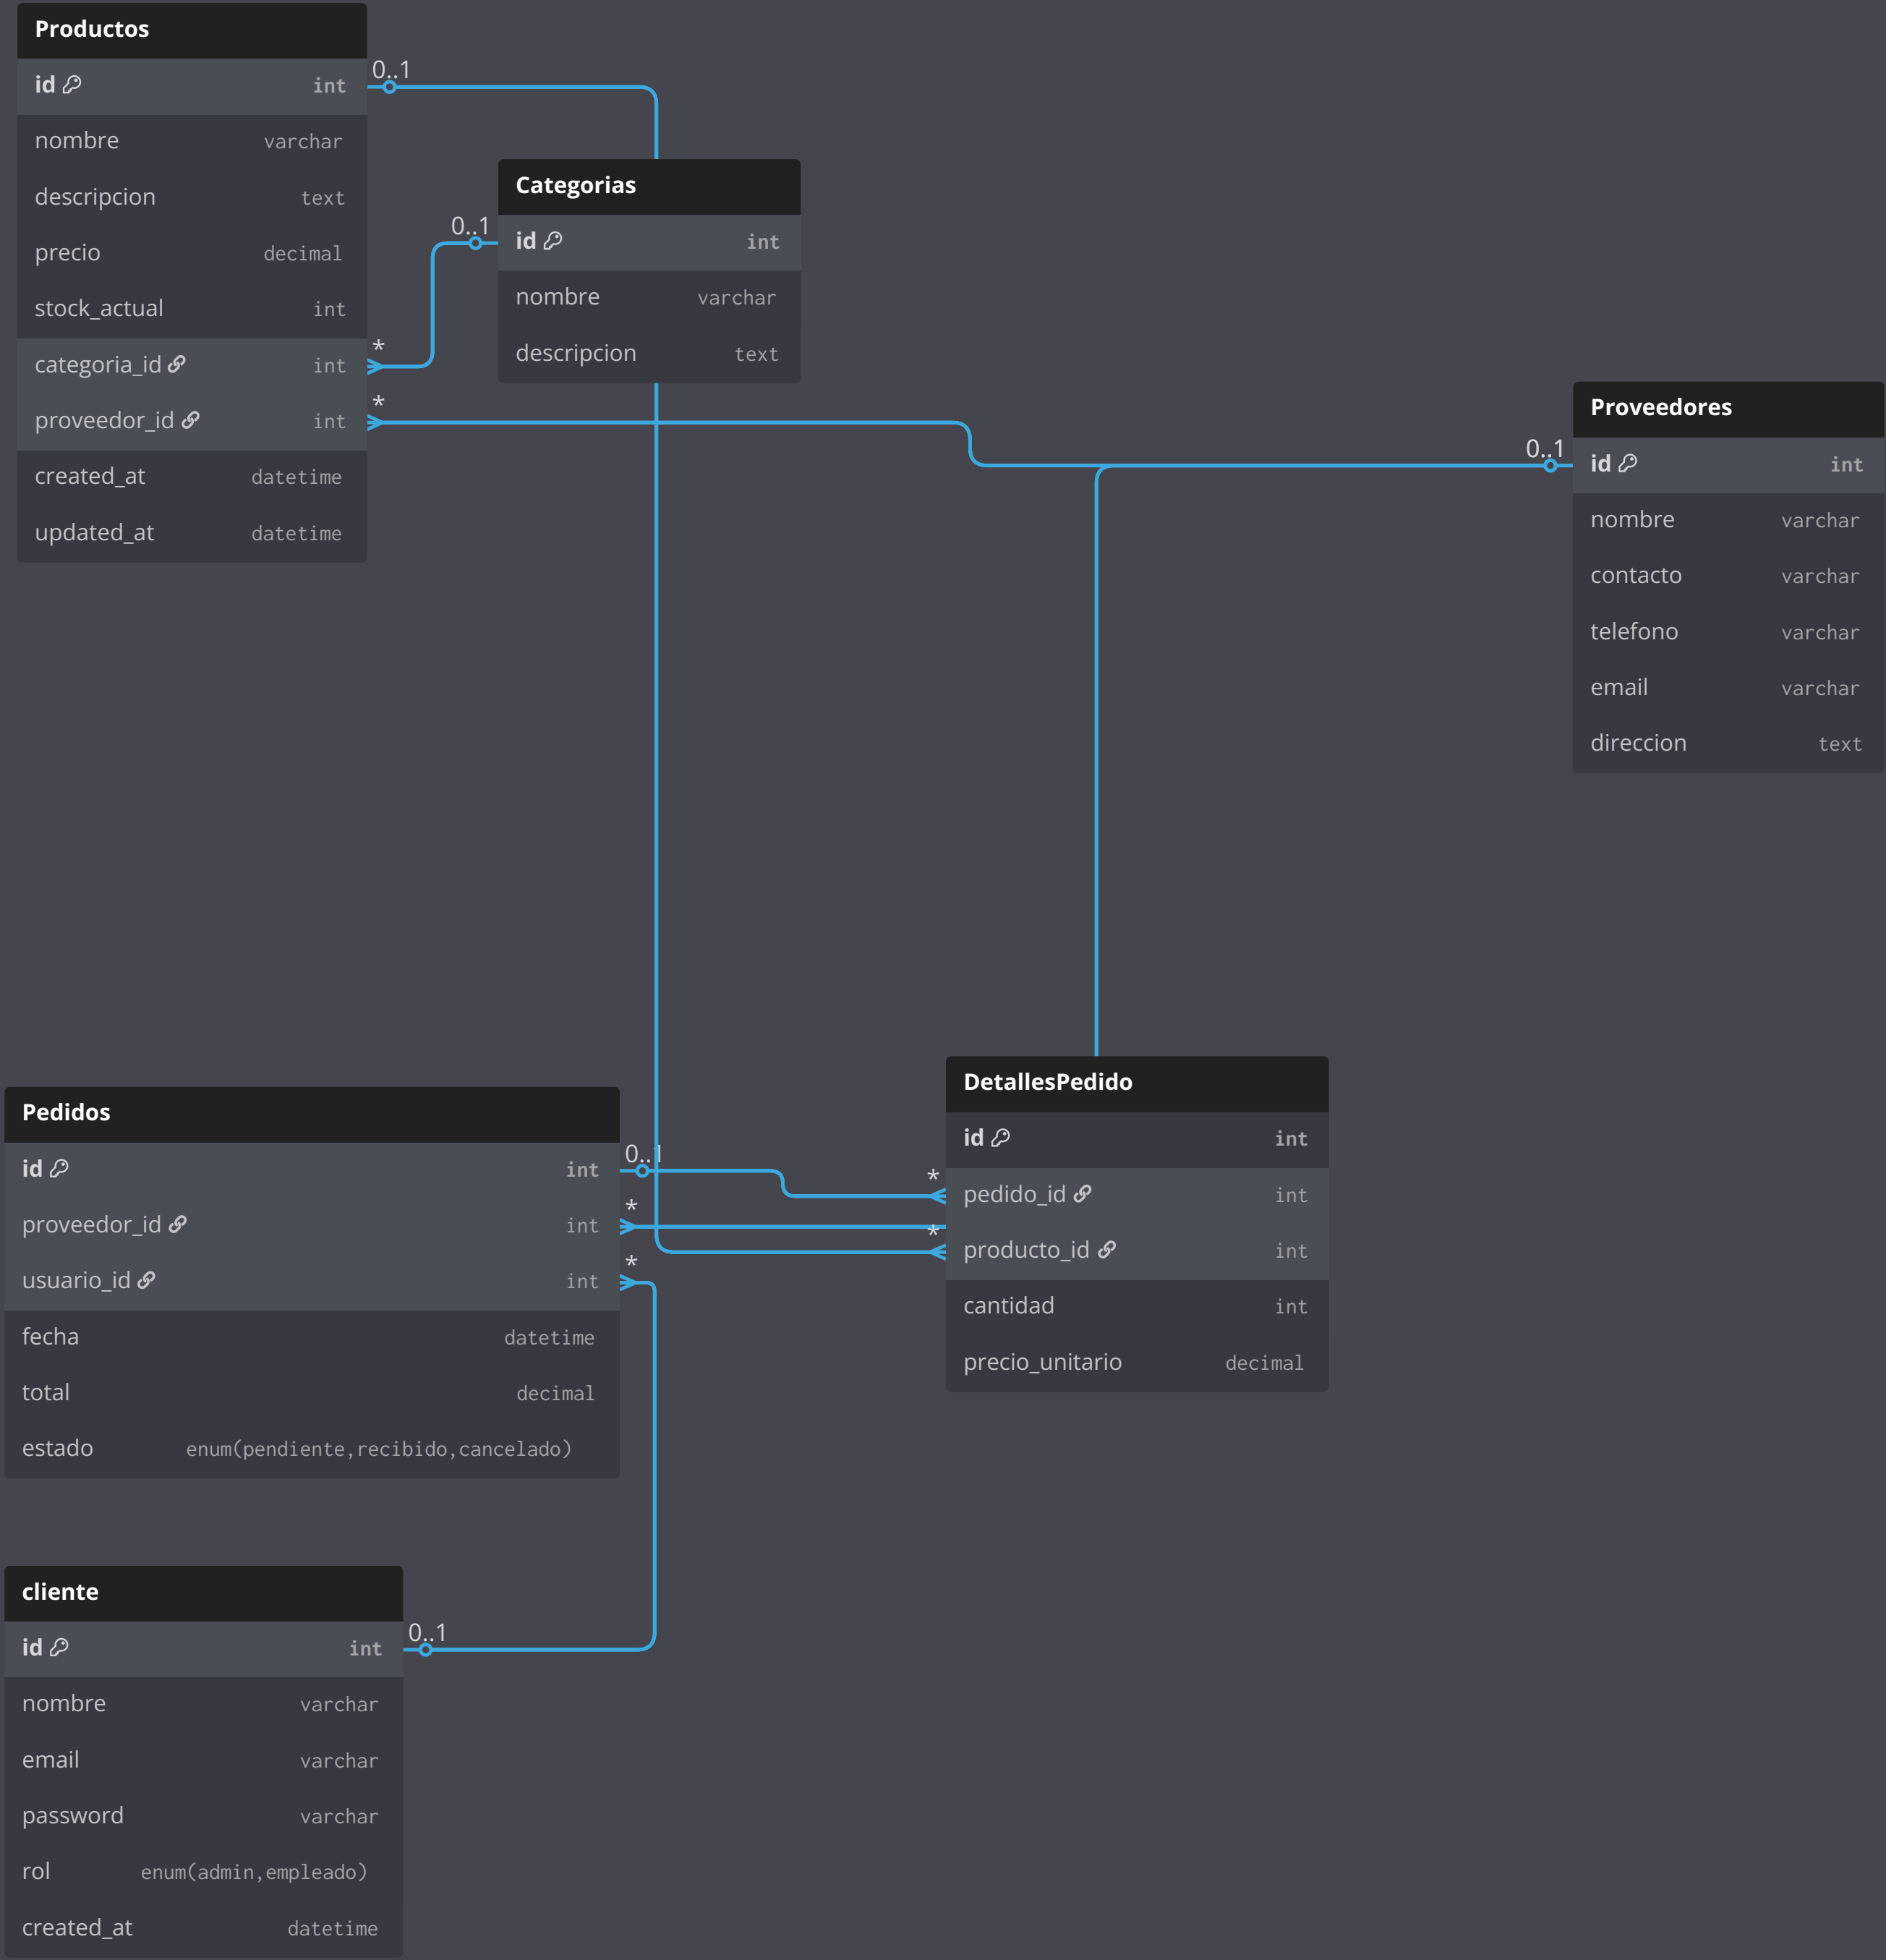 Productos
id int
nombre varchar
descripcion text
precio decimal
stock_actual int
categoria_id int
proveedor_id int
created_at datetime
updated_at datetime
0..1
*
*
Categorias
0..1
id int
nombre varchar
descripcion text
Proveedores
0..1
id int
nombre varchar
contacto varchar
telefono varchar
email varchar
direccion text
Pedidos
id int
proveedor_id int
usuario_id int
fecha datetime
total decimal
estado enum(pendiente,recibido,cancelado)
0..1
*
*
DetallesPedido
id int
* pedido_id int
* producto_id int
cantidad int
precio_unitario decimal
cliente
0..1
id int
nombre varchar
email varchar
password varchar
rol enum(admin,empleado)
created_at datetime